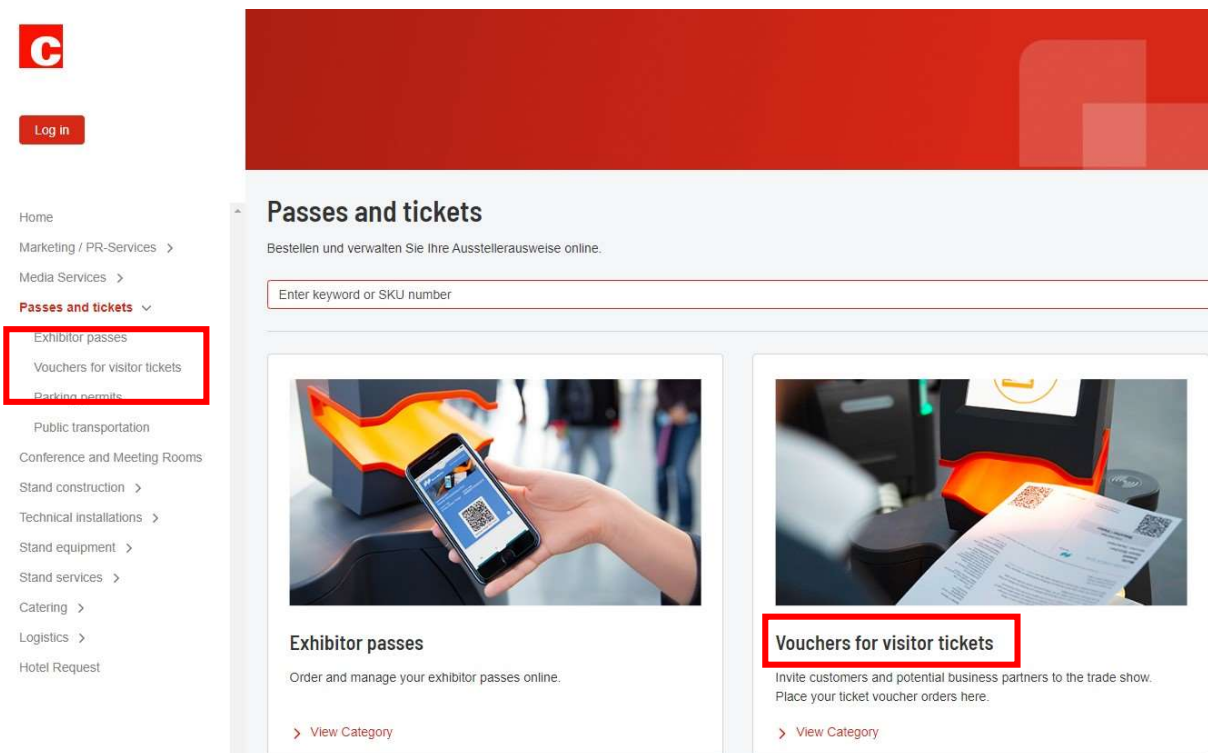 C
Log in
Home
Marketing / PR-Services
Media Services
Passes and tickets
Exhibitor passes
Vouchers for visitor tickets
Parking permits
Public transportation
Conference and Meeting Rooms
Stand construction
Technical installations
Stand equipment
Stand services
Catering
Logistics
Hotel Request
Passes and tickets
Bestellen und verwalten Sie Ihre Ausstellerausweise online.
Enter keyword or SKU number
Exhibitor passes
Order and manage your exhibitor passes online.
View Category
Vouchers for visitor tickets
Invite customers and potential business partners to the trade show.
Place your ticket voucher orders here.
View Category